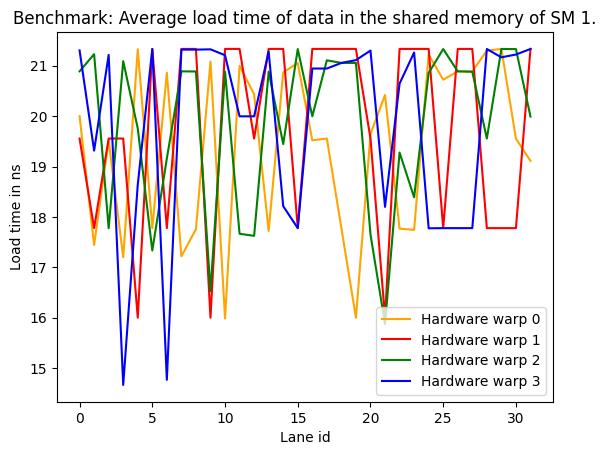 Benchmark: Average load time of data in the shared memory of SM 1.
Load time in ns
21
20
19
18
17
16
15
Hardware warp 0
Hardware warp 1
Hardware warp 2
Hardware warp 3
0 5 10 15 20 25 30
Lane id